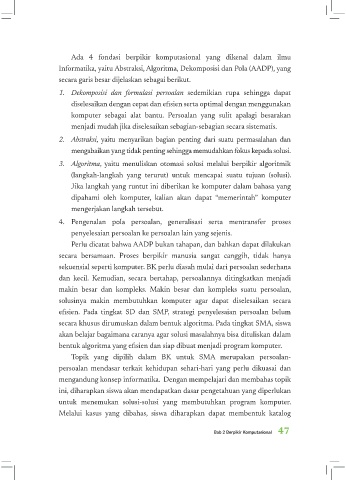 Ada 4 fondasi berpikir komputasional yang dikenal dalam ilmu
Informatika, yaitu Abstraksi, Algoritma, Dekomposisi dan Pola (AADP), yang
secara garis besar dijelaskan sebagai berikut.
1. Dekomposisi dan formulasi persoalan sedemikian rupa sehingga dapat
diselesaikan dengan cepat dan efisien serta optimal dengan menggunakan
komputer sebagai alat bantu. Persoalan yang sulit apalagi besarakan
menjadi mudah jika diselesaikan sebagian-sebagian secara sistematis.
2. Abstraksi, yaitu menyarikan bagian penting dari suatu permasalahan dan
mengabaikan yang tidak penting sehingga memudahkan fokus kepada solusi.
3. Algoritma, yaitu menuliskan otomasi solusi melalui berpikir algoritmik
(langkah-langkah yang terurut) untuk mencapai suatu tujuan (solusi).
Jika langkah yang runtut ini diberikan ke komputer dalam bahasa yang
dipahami oleh komputer, kalian akan dapat “memerintah” komputer
mengerjakan langkah tersebut.
4. Pengenalan pola persoalan, generalisasi serta mentransfer proses
penyelesaian persoalan ke persoalan lain yang sejenis.
Perlu dicatat bahwa AADP bukan tahapan, dan bahkan dapat dilakukan
secara bersamaan. Proses berpikir manusia sangat canggih, tidak hanya
sekuensial seperti komputer. BK perlu diasah mulai dari persoalan sederhana
dan kecil. Kemudian, secara bertahap, persoalannya ditingkatkan menjadi
makin besar dan kompleks. Makin besar dan kompleks suatu persoalan,
solusinya makin membutuhkan komputer agar dapat diselesaikan secara
efisien. Pada tingkat SD dan SMP, strategi penyelesaian persoalan belum
secara khusus dirumuskan dalam bentuk algoritma. Pada tingkat SMA, siswa
akan belajar bagaimana caranya agar solusi masalahnya bisa dituliskan dalam
bentuk algoritma yang efisien dan siap dibuat menjadi program komputer.
Topik yang dipilih dalam BK untuk SMA merupakan persoalan-
persoalan mendasar terkait kehidupan sehari-hari yang perlu dikuasai dan
mengandung konsep informatika. Dengan mempelajari dan membahas topik
ini, diharapkan siswa akan mendapatkan dasar pengetahuan yang diperlukan
untuk menemukan solusi-solusi yang membutuhkan program komputer.
Melalui kasus yang dibahas, siswa diharapkan dapat membentuk katalog
Bab 2 Berpikir Komputasional 47